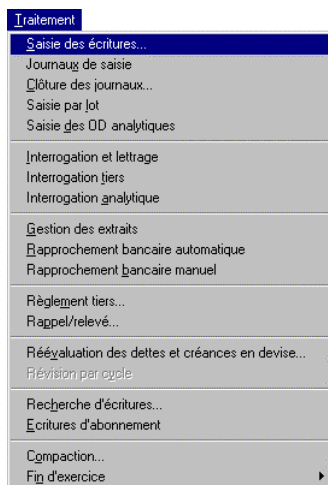 Traitement
Saisie des écritures...
Journaux de saisie
Clôture des journaux...
Saisie par lot
Saisie des OD analytiques
Interrogation et lettrage
Interrogation tiers
Interrogation analytique
Gestion des extraits
Rapprochement bancaire automatique
Rapprochement bancaire manuel
Règlement tiers...
Rappel/relevé...
Réévaluation des dettes et créances en devise...
Révision par cycle
Recherche d'écritures...
Ecritures d'abonnement
Compaction...
Fin d'exercice